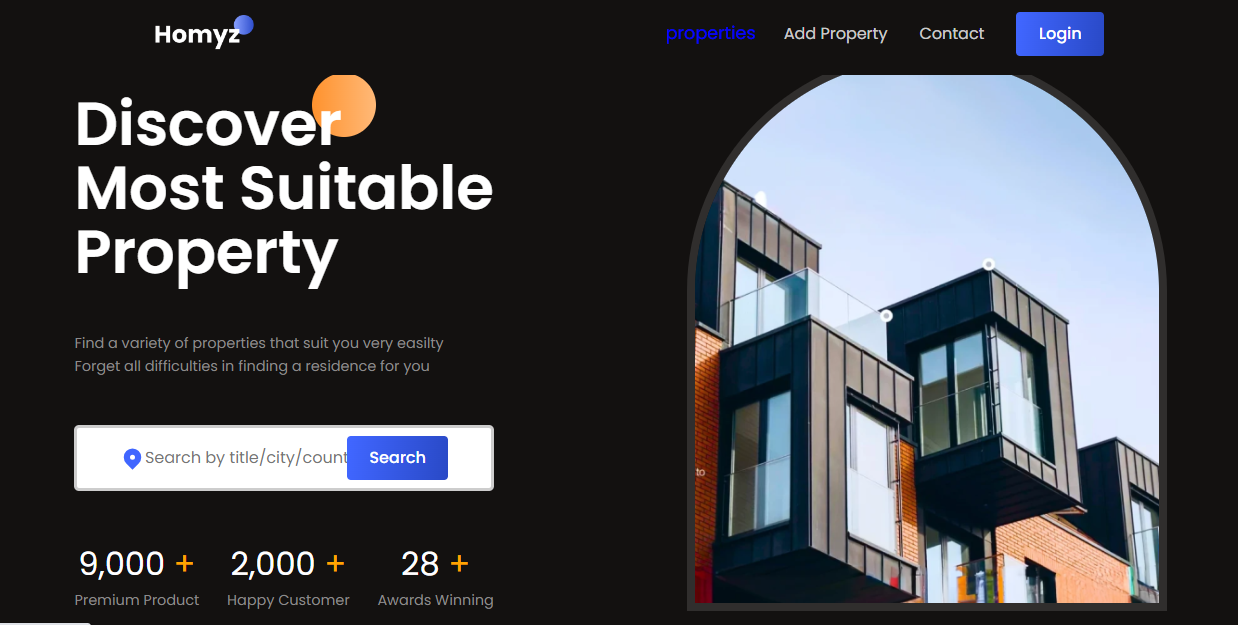 Homyz
properties
Add Property
Contact
Login
Discover
Most Suitable
Property
Find a variety of properties that suit you very easilty
Forget all difficulties in finding a residence for you
Search by title/city/count
Search
to
9,000 +
2,000 +
28 +
Premium Product
Happy Customer
Awards Winning